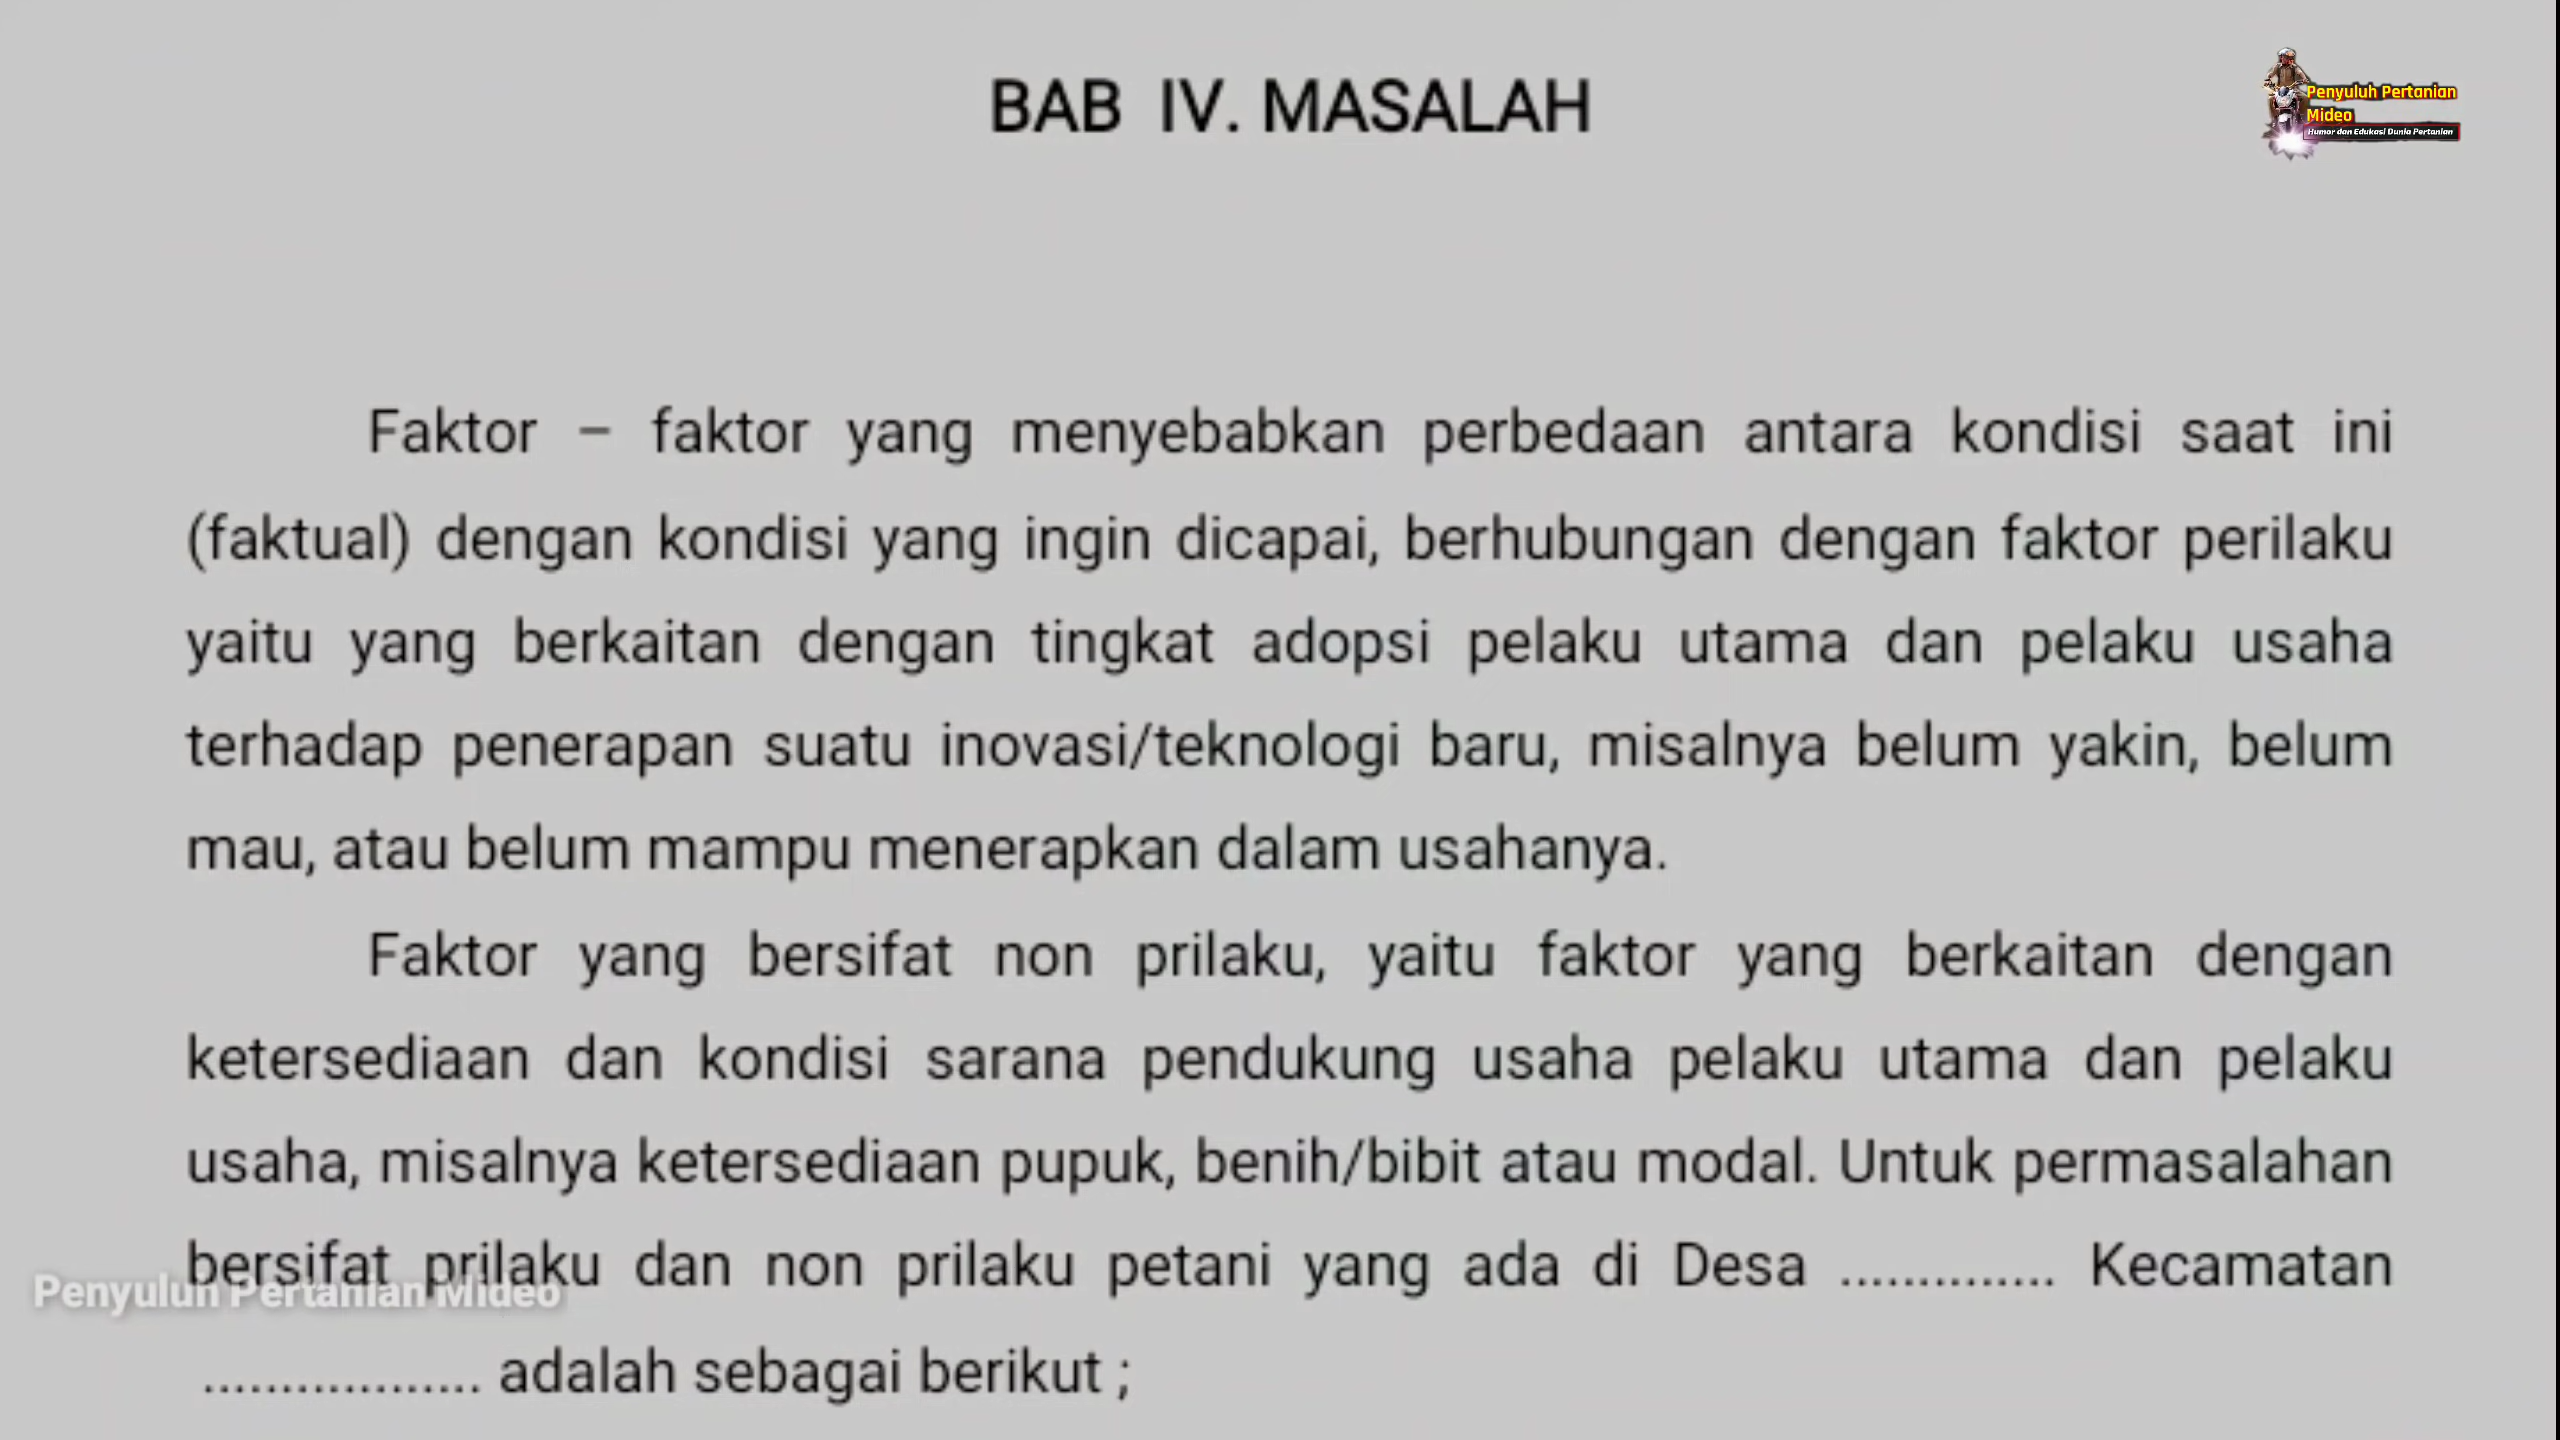 BAB IV. MASALAH
Penyuluh Pertanian
Mideo
Humor dan Edukasi Dunia Pertanian
Faktor – faktor yang menyebabkan perbedaan antara kondisi saat ini
(faktual) dengan kondisi yang ingin dicapai, berhubungan dengan faktor perilaku
yaitu yang berkaitan dengan tingkat adopsi pelaku utama dan pelaku usaha
terhadap penerapan suatu inovasi/teknologi baru, misalnya belum yakin, belum
mau, atau belum mampu menerapkan dalam usahanya.
Faktor yang bersifat non prilaku, yaitu faktor yang berkaitan dengan
ketersediaan dan kondisi sarana pendukung usaha pelaku utama dan pelaku
usaha, misalnya ketersediaan pupuk, benih/bibit atau modal. Untuk permasalahan
bersifat prilaku dan non prilaku petani yang ada di Desa .............. Kecamatan
Penyuluh Pertanian Mideo
.................. adalah sebagai berikut ;